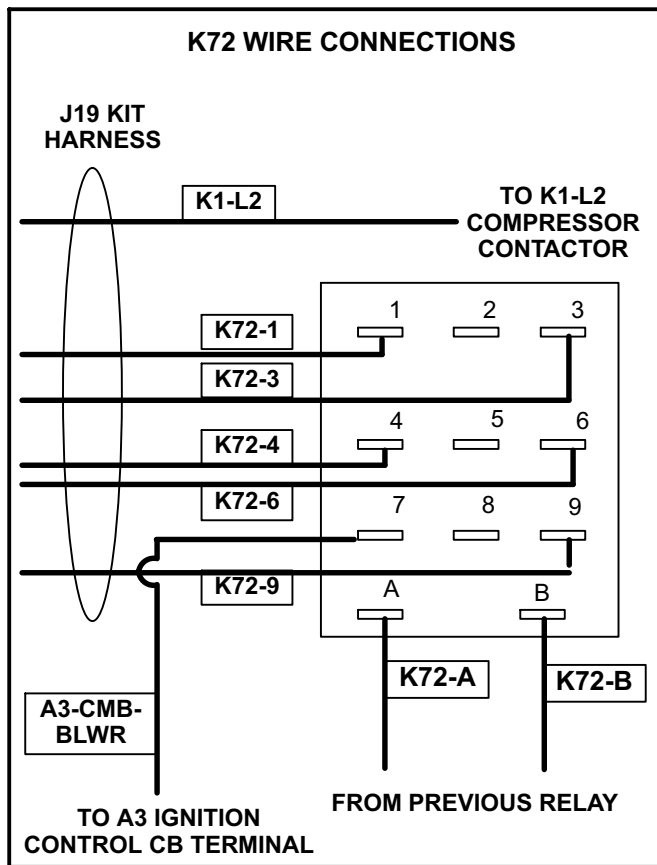 K72 WIRE CONNECTIONS
J19 KIT
HARNESS
K1-L2
TO K1-L2
COMPRESSOR
CONTACTOR
1 2 3
K72-1
K72-3
4 5 6
K72-4
K72-6
7 8 9
K72-9
A B
K72-A
K72-B
A3-CMB-
BLWR
FROM PREVIOUS RELAY
TO A3 IGNITION
CONTROL CB TERMINAL